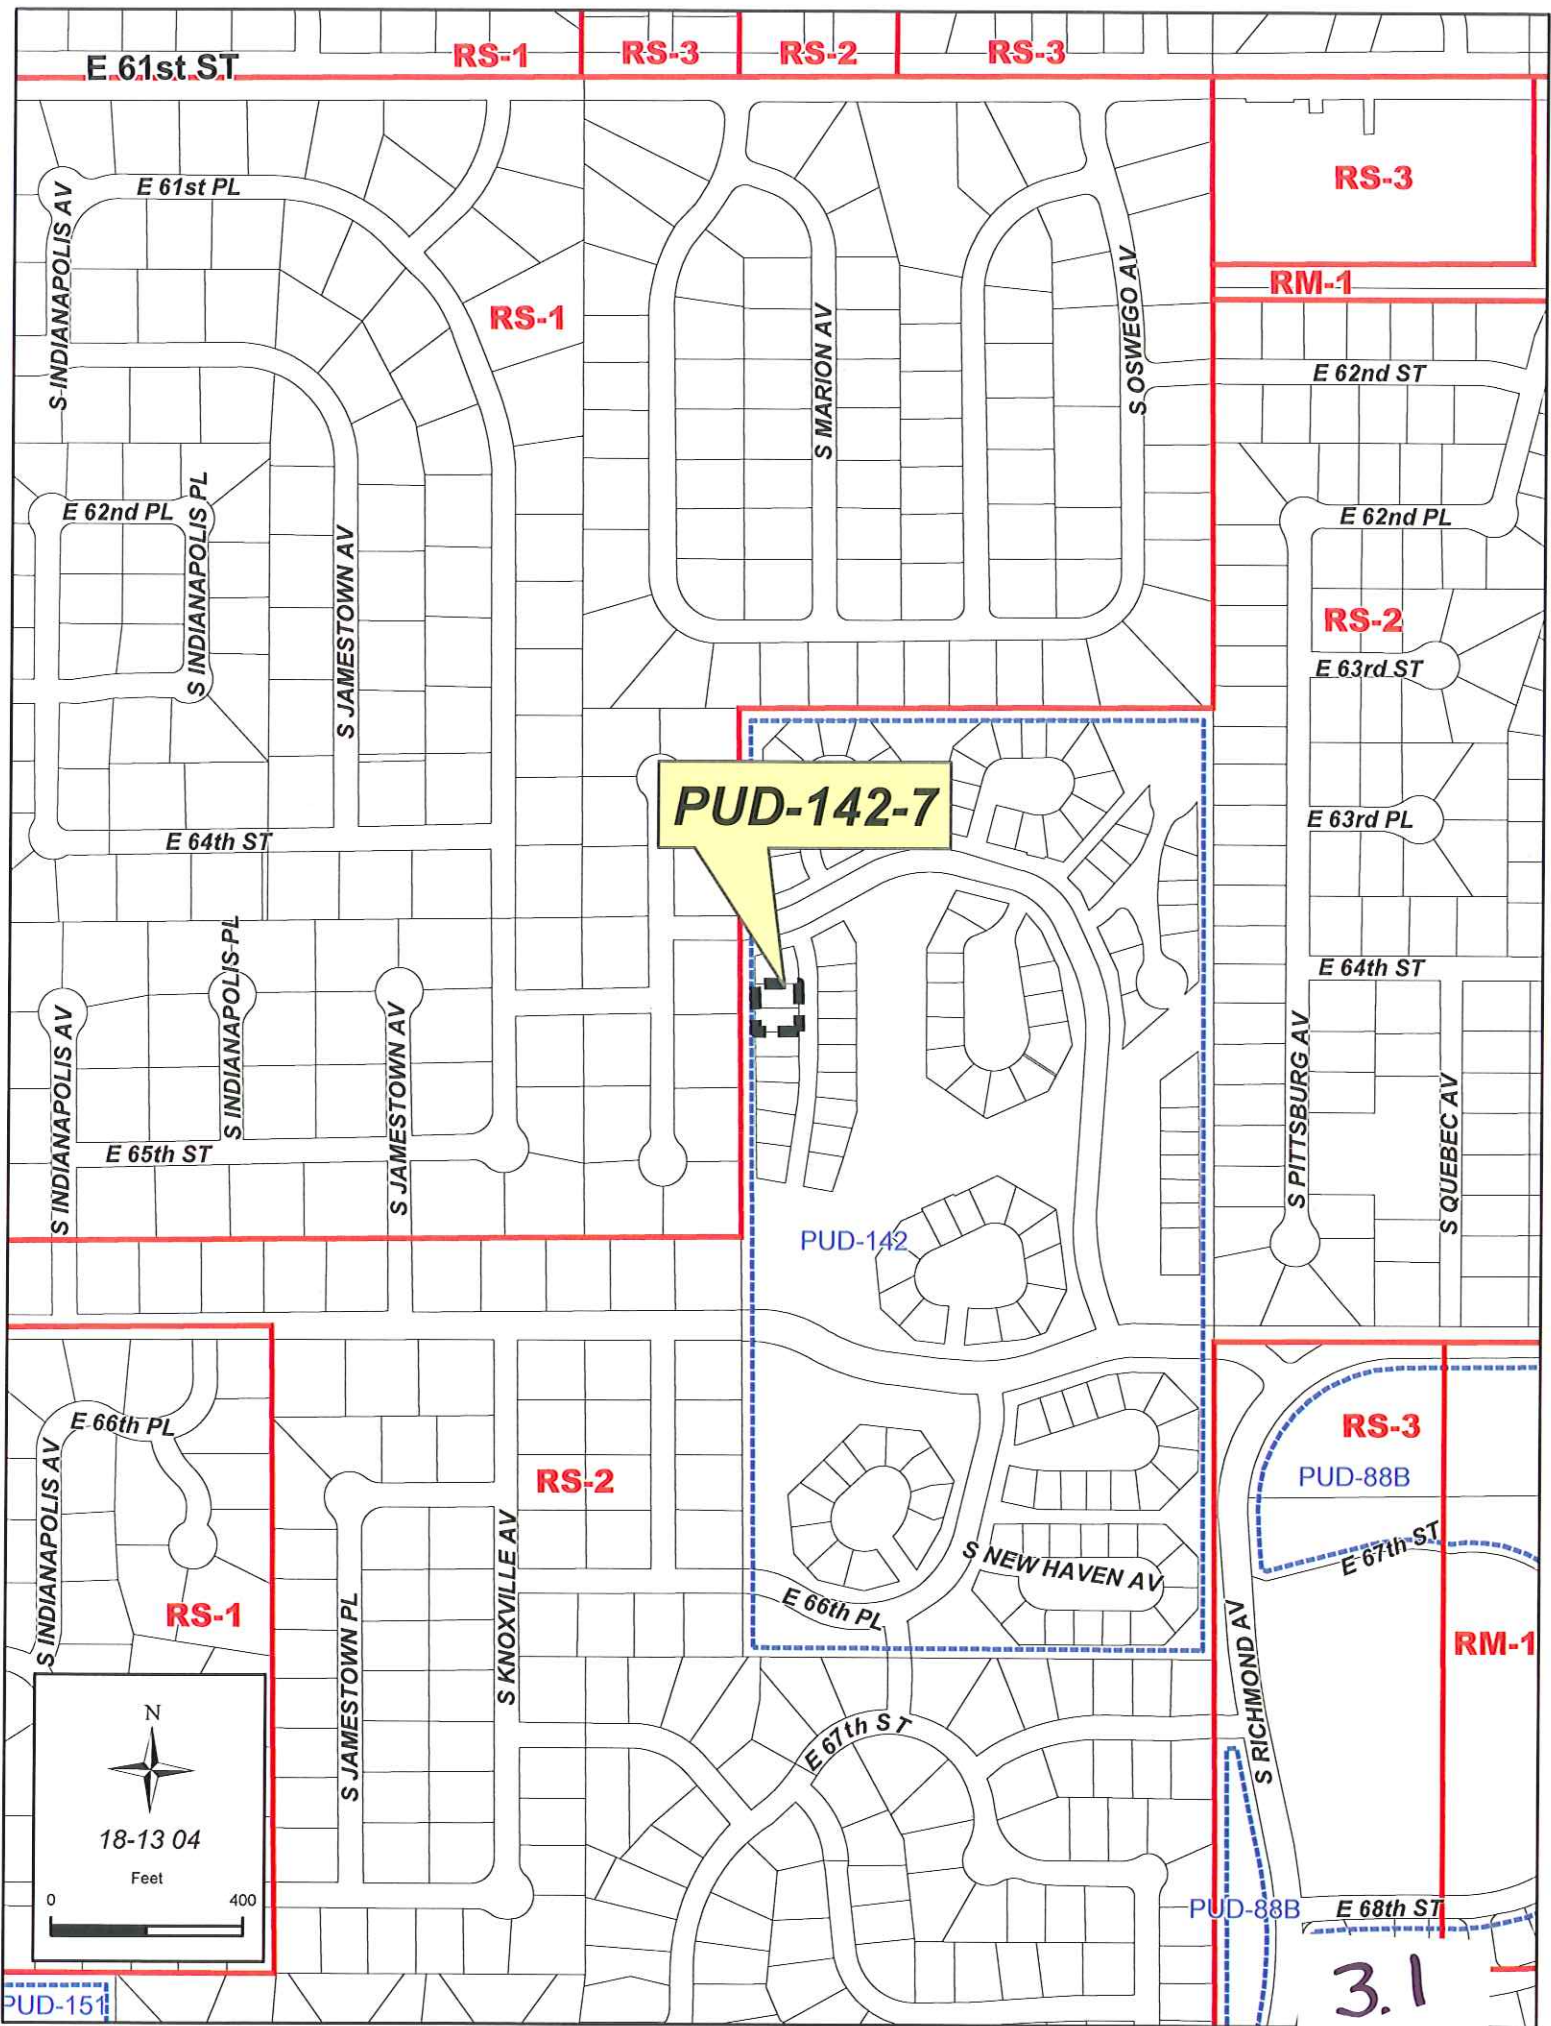 RS-1
RS-3
RS-2
RS-3
E 61st ST
RS-3
E 61st PL
S INDIANAPOLIS AV
RM-1
RS-1
S MARION AV
S OSWEGO AV
E 62nd ST
E 62nd PL
S INDIANAPOLIS PL
S JAMESTOWN AV
E 62nd PL
RS-2
E 63rd ST
PUD-142-7
E 63rd PL
E 64th ST
S INDIANAPOLIS PL
E 64th ST
S INDIANAPOLIS AV
S JAMESTOWN AV
S PITTSBURG AV
S QUEBEC AV
E 65th ST
PUD-142
E 66th PL
S INDIANAPOLIS AV
RS-3
PUD-88B
RS-2
S KNOXVILLE AV
E 67th ST
S NEW HAVEN AV
E 66th PL
RS-1
S JAMESTOWN PL
S RICHMOND AV
RM-1
N
E 67th ST
18-13 04
Feet
0 400
PUD-88B
E 68th ST
3.1
PUD-151